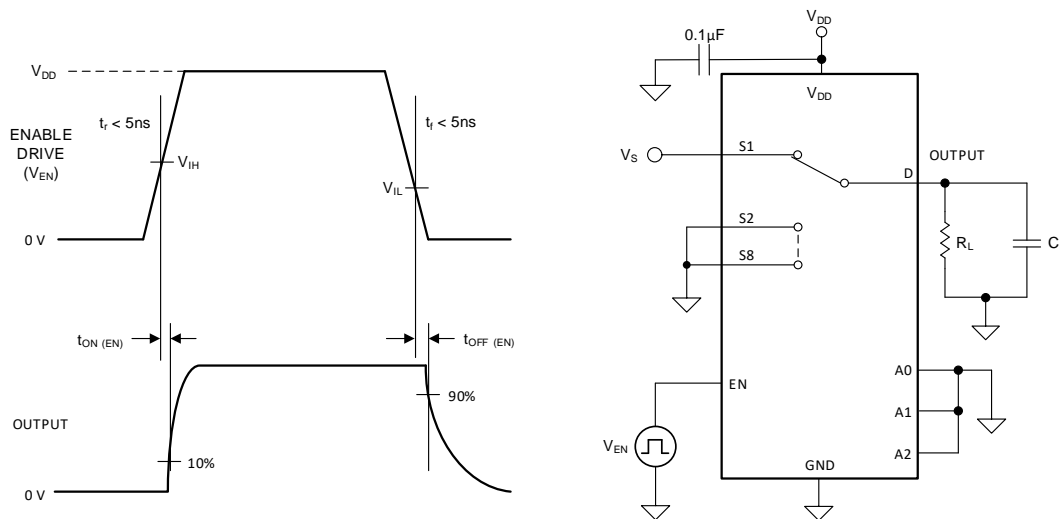 V_DD
ENABLE
DRIVE
(V_EN)
0 V
t_r < 5ns
V_IH
t_f < 5ns
V_IL
t_ON (EN)
t_OFF (EN)
OUTPUT
0 V
10%
90%
V_DD
0.1µF
V_DD
V_S
S1
S2
S8
D
OUTPUT
R_L
C
EN
V_EN
GND
A0
A1
A2